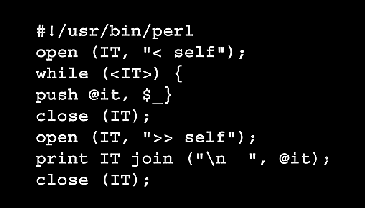 #!/usr/bin/perl
open (IT, "< self");
while (<IT>) {
push @it, $_}
close (IT);
open (IT, ">> self");
print IT join ("\n  ", @it);
close (IT);